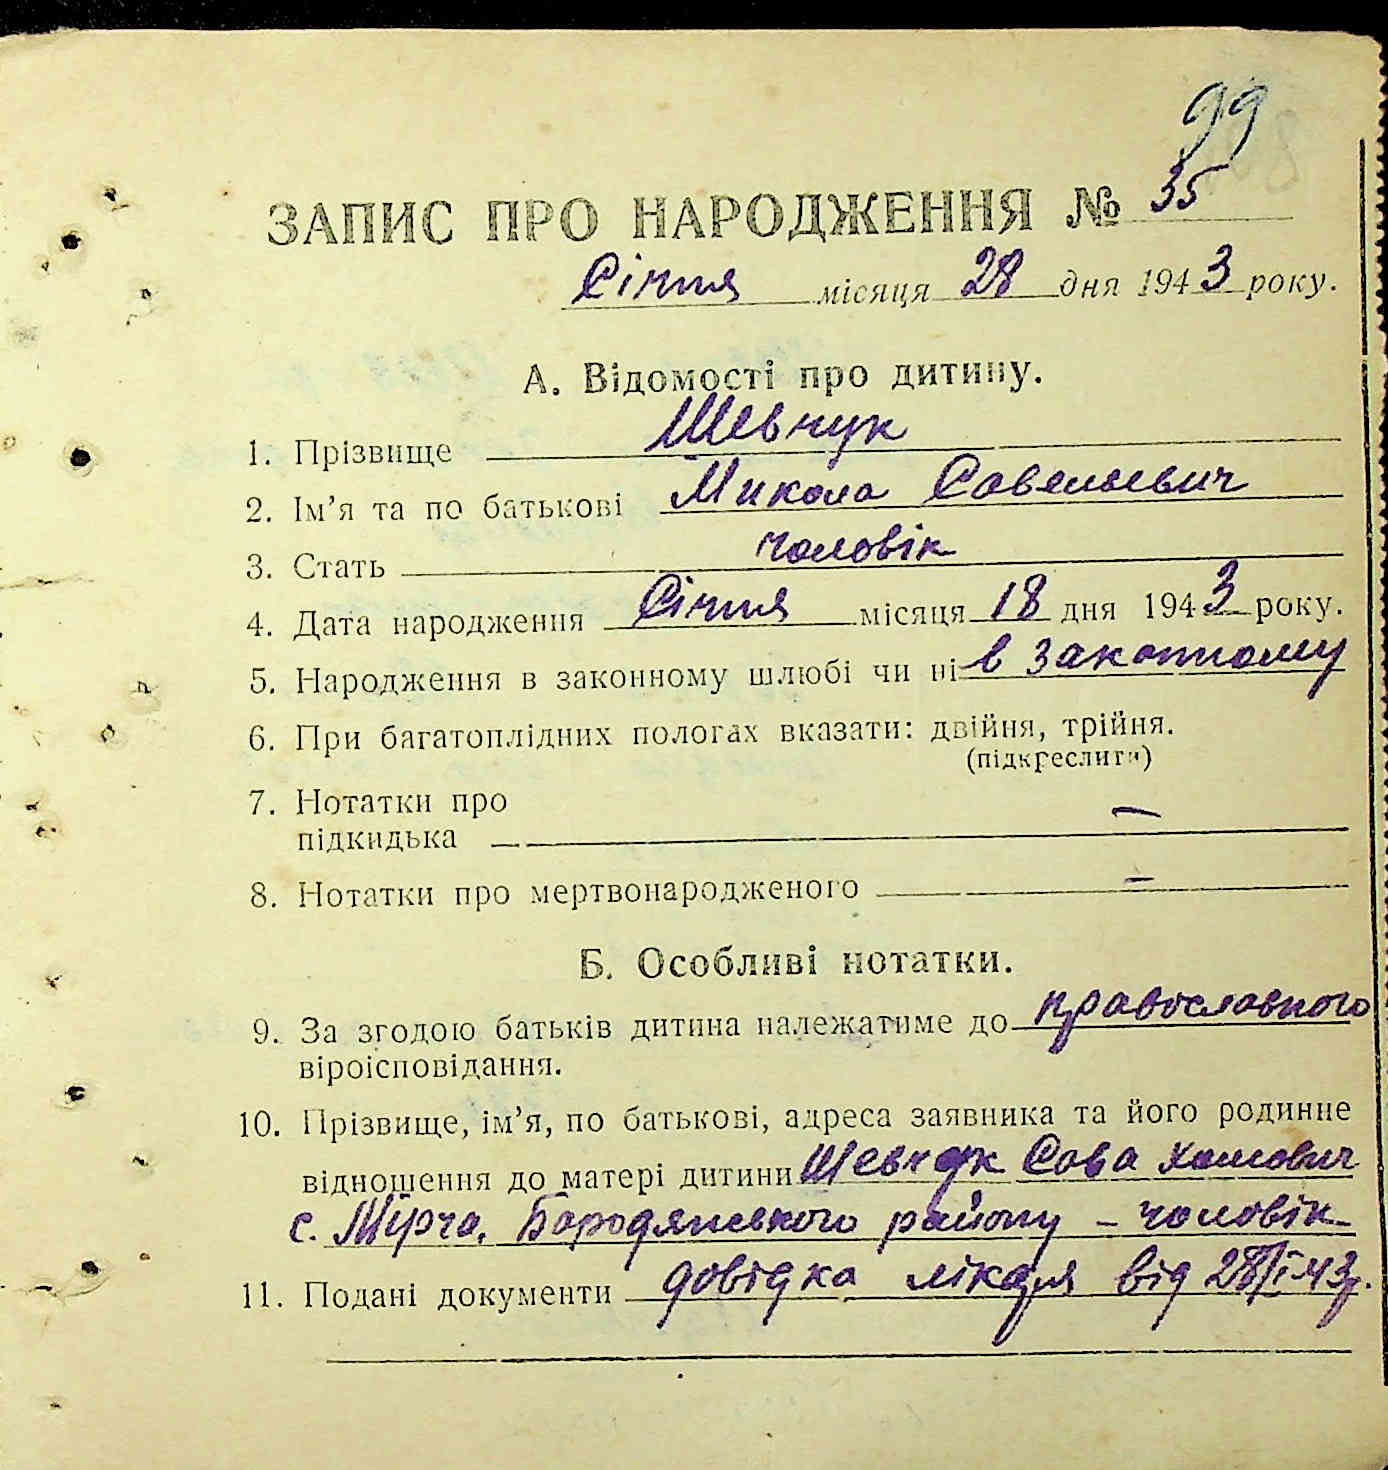 99
ЗАПИС ПРО НАРОДЖЕННЯ № 35
Січня місяця 28 дня 1943 року.
А. Відомості про дитину.
1. Прізвище Шевчук
2. Ім'я та по батькові Микола Савельевич
3. Стать чоловік
4. Дата народження Січня місяця 18 дня 1943 року.
5. Народження в законному шлюбі чи ні в законному
6. При багатоплідних пологах вказати: двійня, трійня.
(підкреслити)
7. Нотатки про
підкидька —
8. Нотатки про мертвонародженого —
Б. Особливі нотатки.
9. За згодою батьків дитина належатиме до православного
віроісповідання.
10. Прізвище, ім'я, по батькові, адреса заявника та його родинне
відношення до матері дитини Шевчук Сава Хомович
с. Мірча. Бородянського району – чоловік
11. Подані документи довідка лікаря від 28/I-43р.